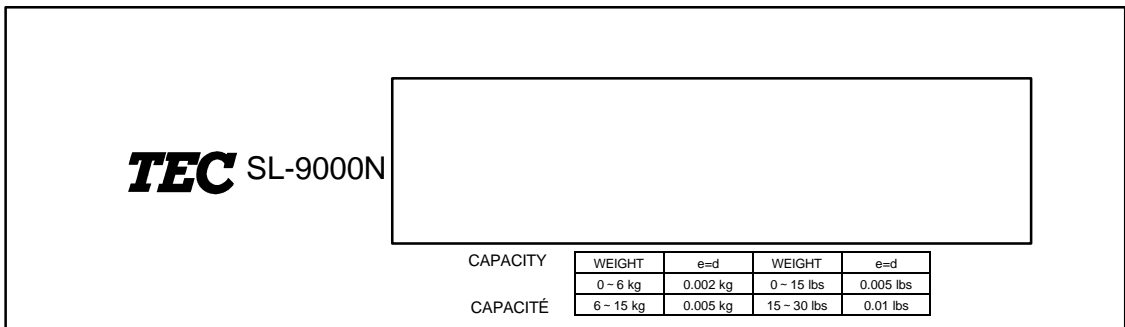 TEC SL-9000N
CAPACITY WEIGHT e=d WEIGHT e=d
0 ~ 6 kg 0.002 kg 0 ~ 15 lbs 0.005 lbs
CAPACITÉ 6 ~ 15 kg 0.005 kg 15 ~ 30 lbs 0.01 lbs